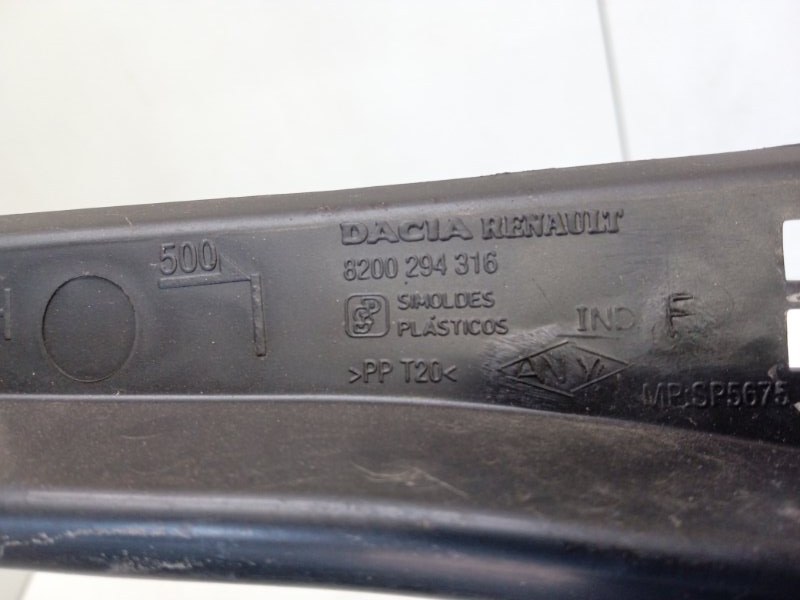 500
DACIA RENAULT
8200 294 316
SIMOLDES
PLÁSTICOS
IND F
>PP T20<
MP:SP5675